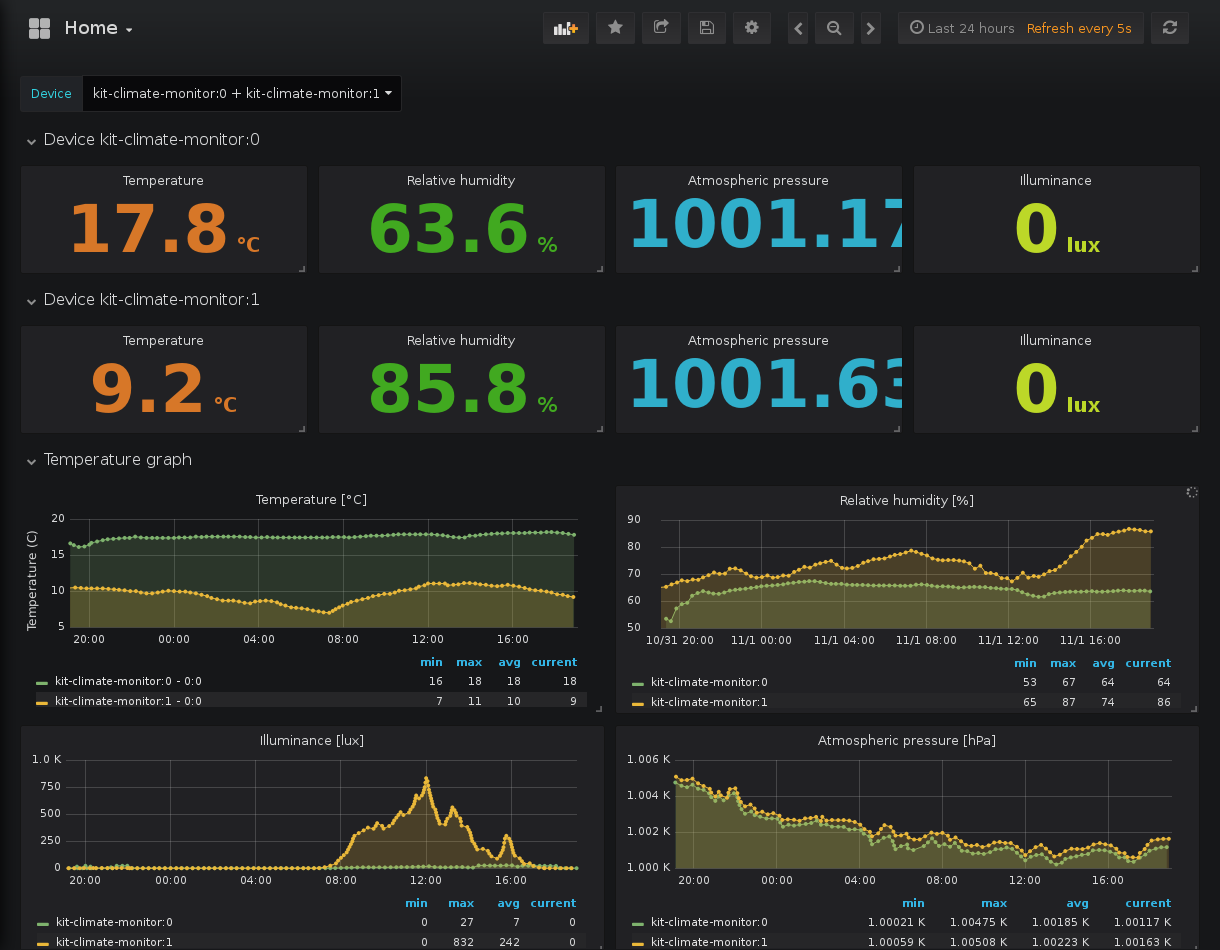 Home
Last 24 hours Refresh every 5s
Device kit-climate-monitor:0 + kit-climate-monitor:1
Device kit-climate-monitor:0
Temperature Relative humidity Atmospheric pressure Illuminance
17.8 °C 63.6 % 1001.17 0 lux
Device kit-climate-monitor:1
Temperature Relative humidity Atmospheric pressure Illuminance
9.2 °C 85.8 % 1001.63 0 lux
Temperature graph
Temperature [°C]
Temperature (C)
20
15
10
5
20:00 00:00 04:00 08:00 12:00 16:00
min max avg current
kit-climate-monitor:0 - 0:0 16 18 18 18
kit-climate-monitor:1 - 0:0 7 11 10 9
Relative humidity [%]
90
80
70
60
50
10/31 20:00 11/1 00:00 11/1 04:00 11/1 08:00 11/1 12:00 11/1 16:00
min max avg current
kit-climate-monitor:0 53 67 64 64
kit-climate-monitor:1 65 87 74 86
Illuminance [lux]
1.0 K
750
500
250
0
20:00 00:00 04:00 08:00 12:00 16:00
min max avg current
kit-climate-monitor:0 0 27 7 0
kit-climate-monitor:1 0 832 242 0
Atmospheric pressure [hPa]
1.006 K
1.004 K
1.002 K
1.000 K
20:00 00:00 04:00 08:00 12:00 16:00
min max avg current
kit-climate-monitor:0 1.00021 K 1.00475 K 1.00185 K 1.00117 K
kit-climate-monitor:1 1.00059 K 1.00508 K 1.00223 K 1.00163 K